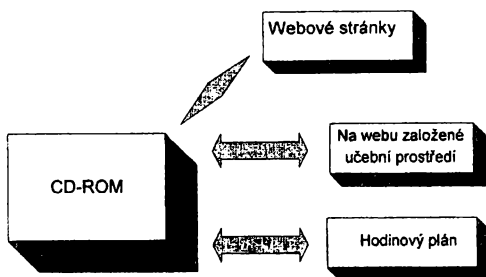 Webové stránky
Na webu založené
učební prostředí
CD-ROM
Hodinový plán